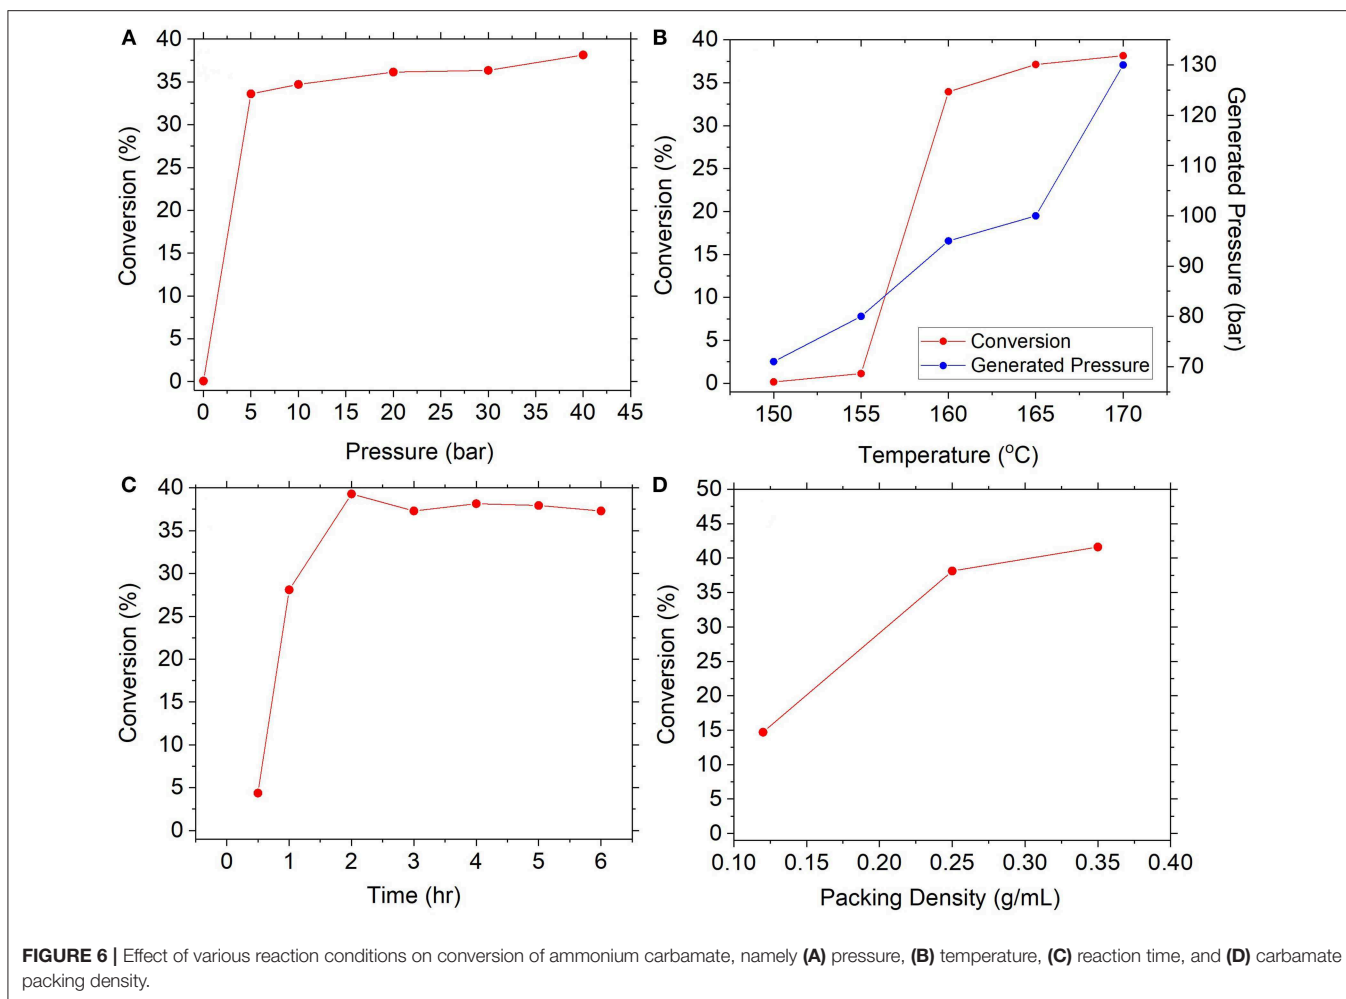 A
40
35
30
25
20
15
10
5
0
Conversion (%)
0 5 10 15 20 25 30 35 40 45
Pressure (bar)
B
40
35
30
25
20
15
10
5
0
Conversion (%)
130
120
110
100
90
80
70
Generated Pressure (bar)
Conversion
Generated Pressure
150 155 160 165 170
Temperature (°C)
C
40
35
30
25
20
15
10
5
0
Conversion (%)
0 1 2 3 4 5 6
Time (hr)
D
50
45
40
35
30
25
20
15
10
5
0
Conversion (%)
0.10 0.15 0.20 0.25 0.30 0.35 0.40
Packing Density (g/mL)
FIGURE 6 | Effect of various reaction conditions on conversion of ammonium carbamate, namely (A) pressure, (B) temperature, (C) reaction time, and (D) carbamate
packing density.